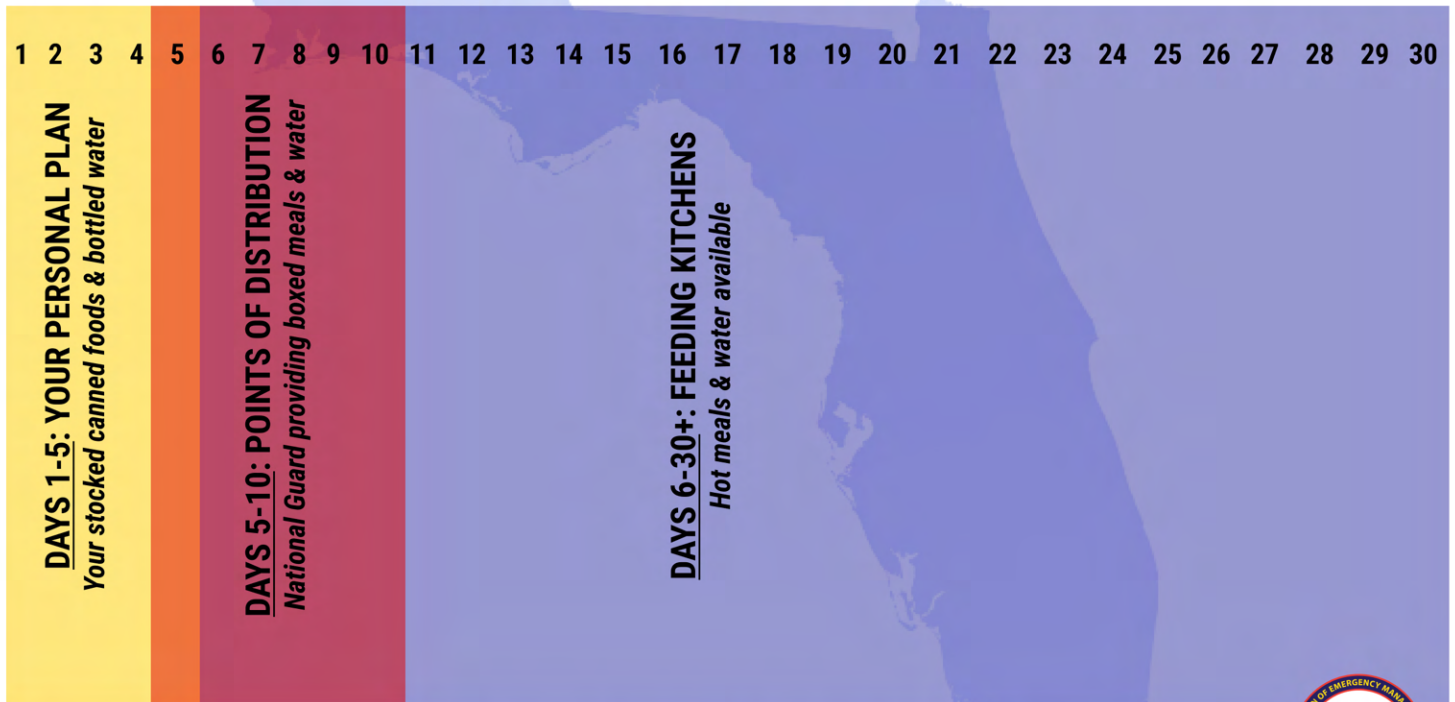 1 2 3 4 5 6 7 8 9 10 11 12 13 14 15 16 17 18 19 20 21 22 23 24 25 26 27 28 29 30
DAYS 1-5: YOUR PERSONAL PLAN
Your stocked canned foods & bottled water
DAYS 5-10: POINTS OF DISTRIBUTION
National Guard providing boxed meals & water
DAYS 6-30+: FEEDING KITCHENS
Hot meals & water available
OF EMERGENCY